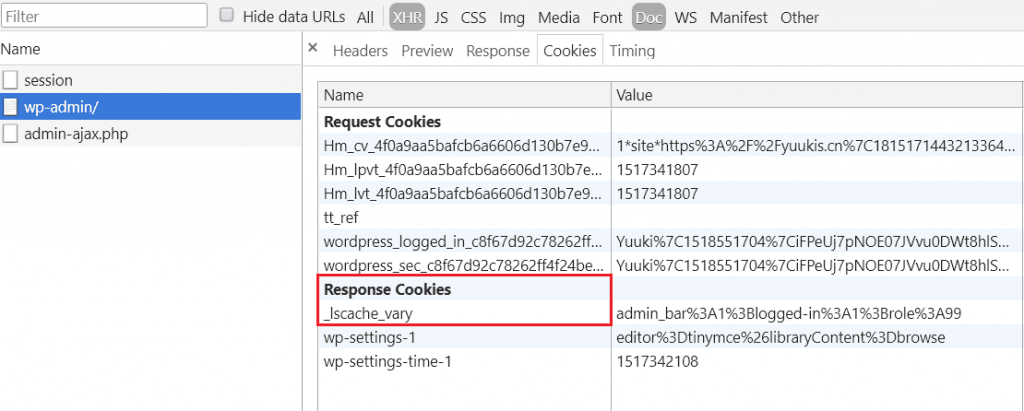 Filter Hide data URLs All XHR JS CSS Img Media Font Doc WS Manifest Other
Name × Headers Preview Response Cookies Timing
session
wp-admin/
admin-ajax.php
Name Value
Request Cookies
Hm_cv_4f0a9aa5bafcb6a6606d130b7e9... 1*site*https%3A%2F%2Fyuukis.cn%7C1815171443213364...
Hm_lpvt_4f0a9aa5bafcb6a6606d130b7e... 1517341807
Hm_lvt_4f0a9aa5bafcb6a6606d130b7e9... 1517341807
tt_ref
wordpress_logged_in_c8f67d92c78262ff... Yuuki%7C1518551704%7CiFPeUj7pNOE07JVvu0DWt8hlS...
wordpress_sec_c8f67d92c78262ff4f24be... Yuuki%7C1518551704%7CiFPeUj7pNOE07JVvu0DWt8hlS...
Response Cookies
_lscache_vary admin_bar%3A1%3Blogged-in%3A1%3Brole%3A99
wp-settings-1 editor%3Dtinymce%26libraryContent%3Dbrowse
wp-settings-time-1 1517342108